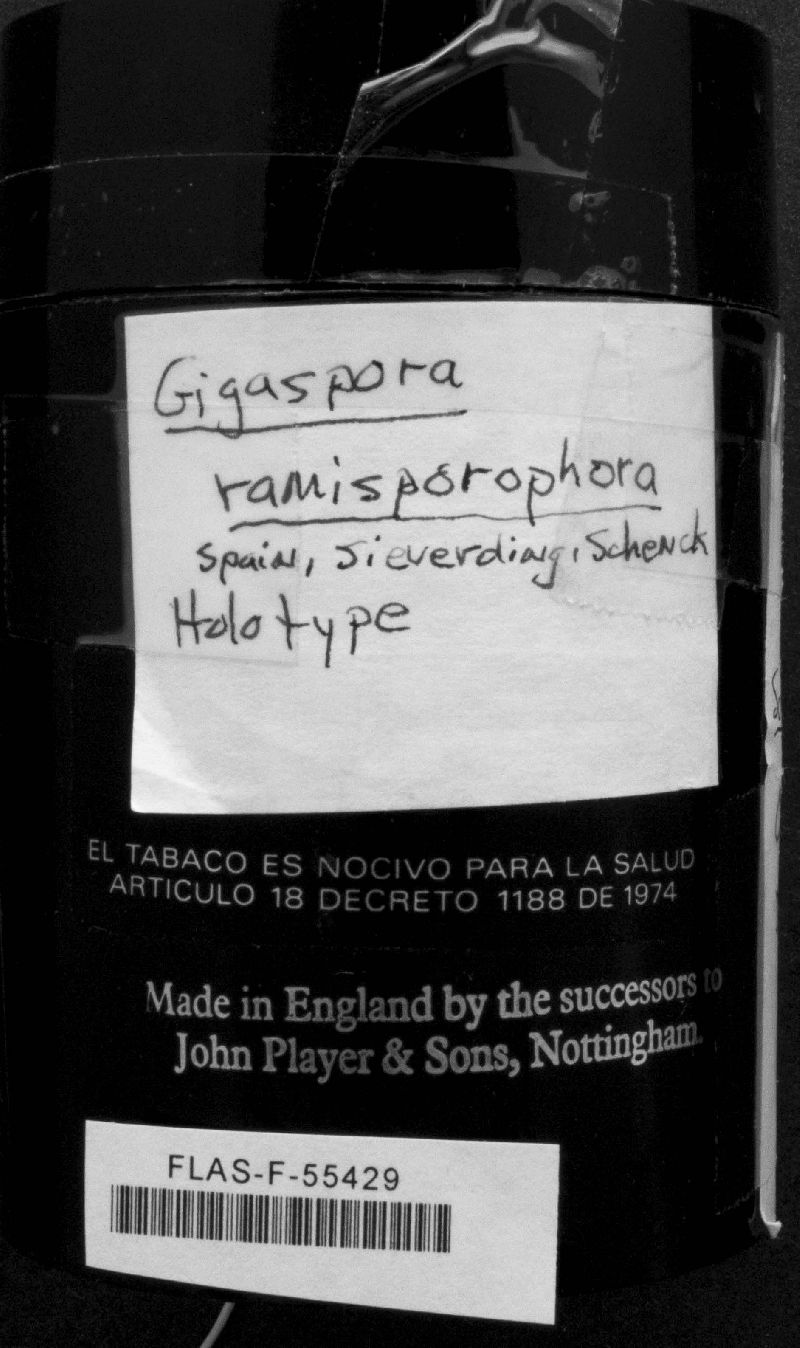 Gigaspora
ramisporophora
Spain, Sieverding, Schenck
Holotype
EL TABACO ES NOCIVO PARA LA SALUD
ARTICULO 18 DECRETO 1188 DE 1974
Made in England by the successors to
John Player & Sons, Nottingham.
FLAS-F-55429